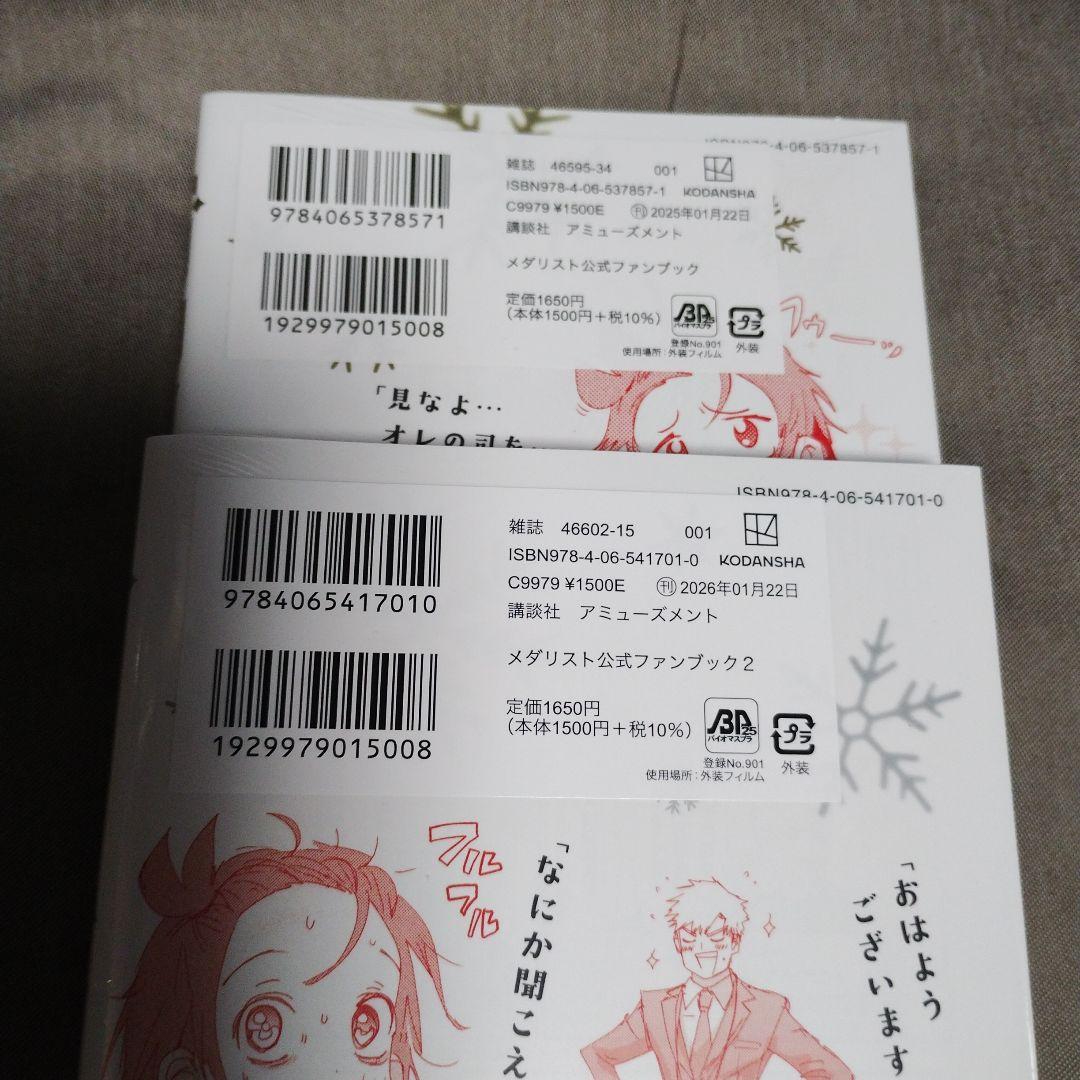 ISBN978-4-06-537857-1
9784065378571
1929979015008
雑誌 46595-34 001
ISBN978-4-06-537857-1 KODANSHA
C9979 ¥1500E 刊 2025年01月22日
講談社 アミューズメント
メダリスト公式ファンブック
定価1650円
(本体1500円+税10%)
バイオマスプラ 25
登録No.901
使用場所:外装フィルム
プラ
外装
フゥーッ
「見なよ…
オレの司を…
ISBN978-4-06-541701-0
9784065417010
1929979015008
雑誌 46602-15 001
ISBN978-4-06-541701-0 KODANSHA
C9979 ¥1500E 刊 2026年01月22日
講談社 アミューズメント
メダリスト公式ファンブック2
定価1650円
(本体1500円+税10%)
バイオマスプラ 25
登録No.901
使用場所:外装フィルム
プラ
外装
「おはよう
ございます
「なにか聞こえ
フルル
フルル